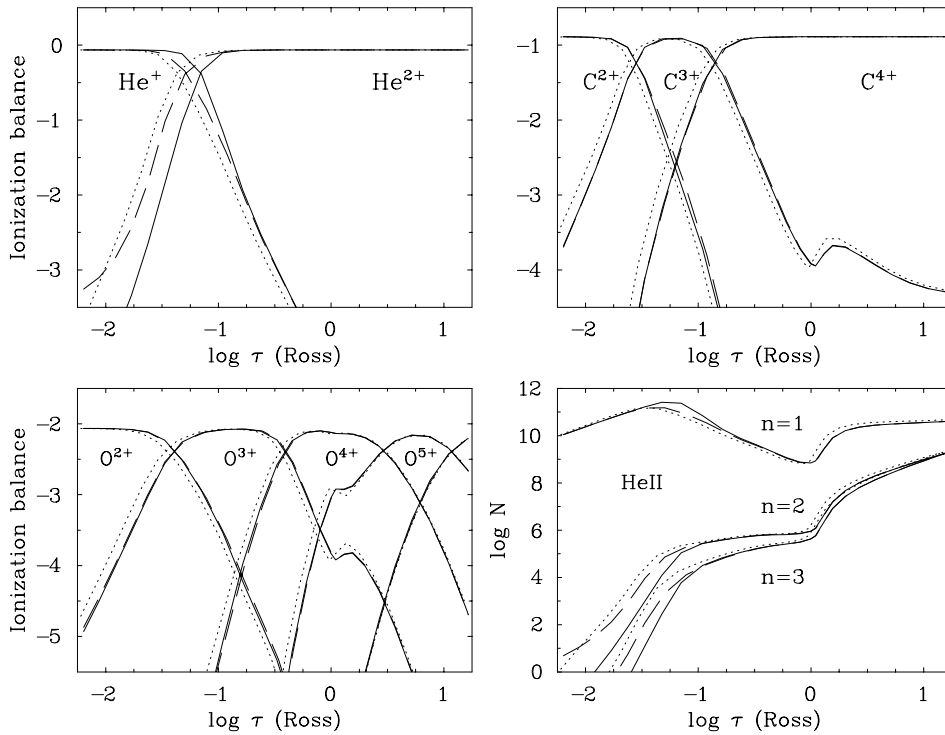 0
−1
−2
−3
Ionization balance
He⁺
He²⁺
−2
−1
0
1
log τ (Ross)
−1
−2
−3
−4
C²⁺
C³⁺
C⁴⁺
−2
−1
0
1
log τ (Ross)
−2
−3
−4
−5
Ionization balance
O²⁺
O³⁺
O⁴⁺
O⁵⁺
−2
−1
0
1
log τ (Ross)
12
10
8
6
4
2
0
log N
n=1
HeII
n=2
n=3
−2
−1
0
1
log τ (Ross)